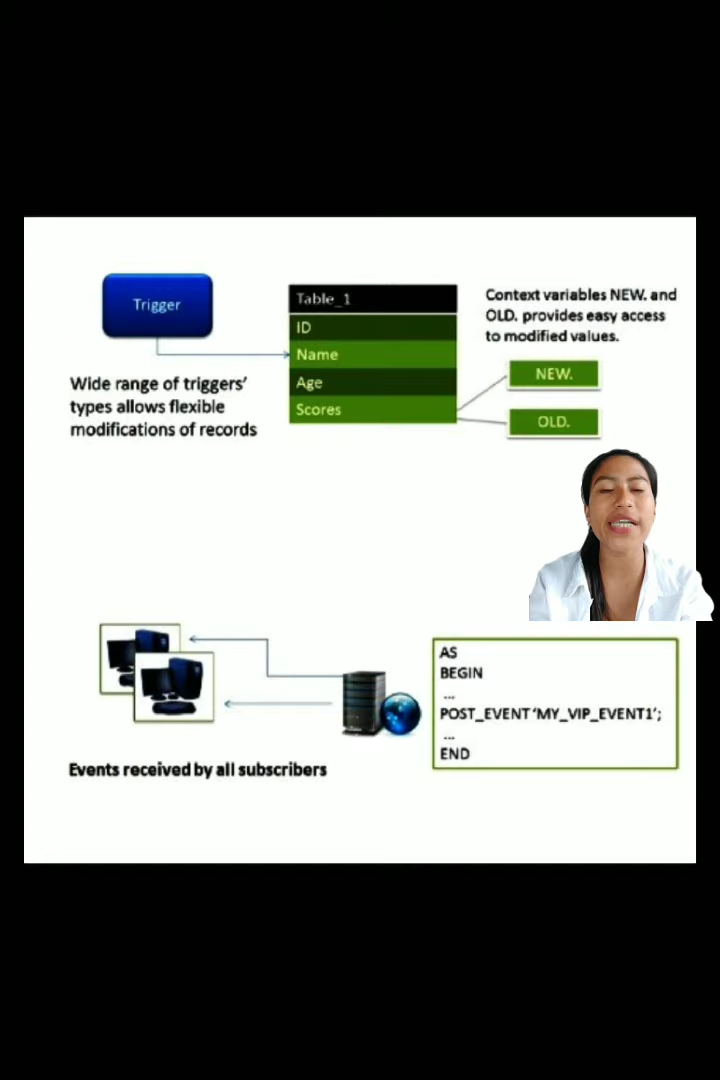 Trigger
Wide range of triggers'
types allows flexible
modifications of records
Table_1
ID
Name
Age
Scores
Context variables NEW. and
OLD. provides easy access
to modified values.
NEW.
OLD.
Events received by all subscribers
AS
BEGIN
...
POST_EVENT 'MY_VIP_EVENT1';
...
END